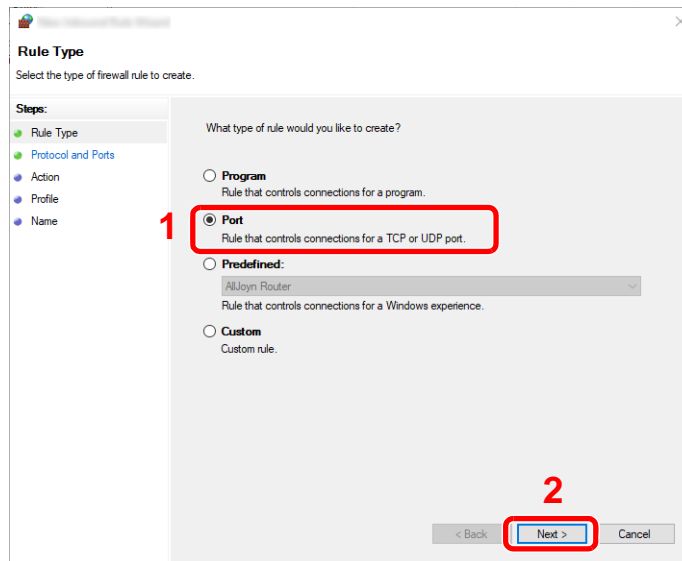 Rule Type
Select the type of firewall rule to create.
Steps:
Rule Type
Protocol and Ports
Action
Profile
Name
What type of rule would you like to create?
Program
Rule that controls connections for a program.
1
Port
Rule that controls connections for a TCP or UDP port.
Predefined:
AllJoyn Router
Rule that controls connections for a Windows experience.
Custom
Custom rule.
2
< Back
Next >
Cancel